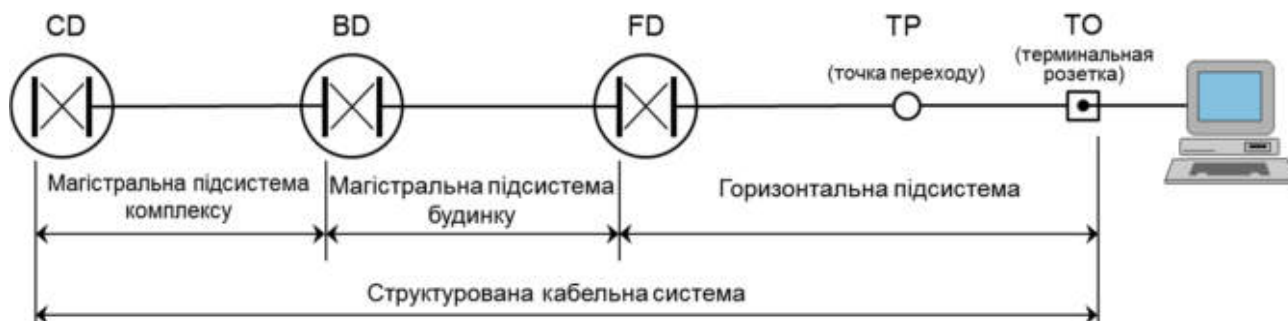 CD
BD
FD
TP
(точка переходу)
TO
(терминальная
розетка)
Магістральна підсистема
комплексу
Магістральна підсистема
будинку
Горизонтальна підсистема
Структурована кабельна система